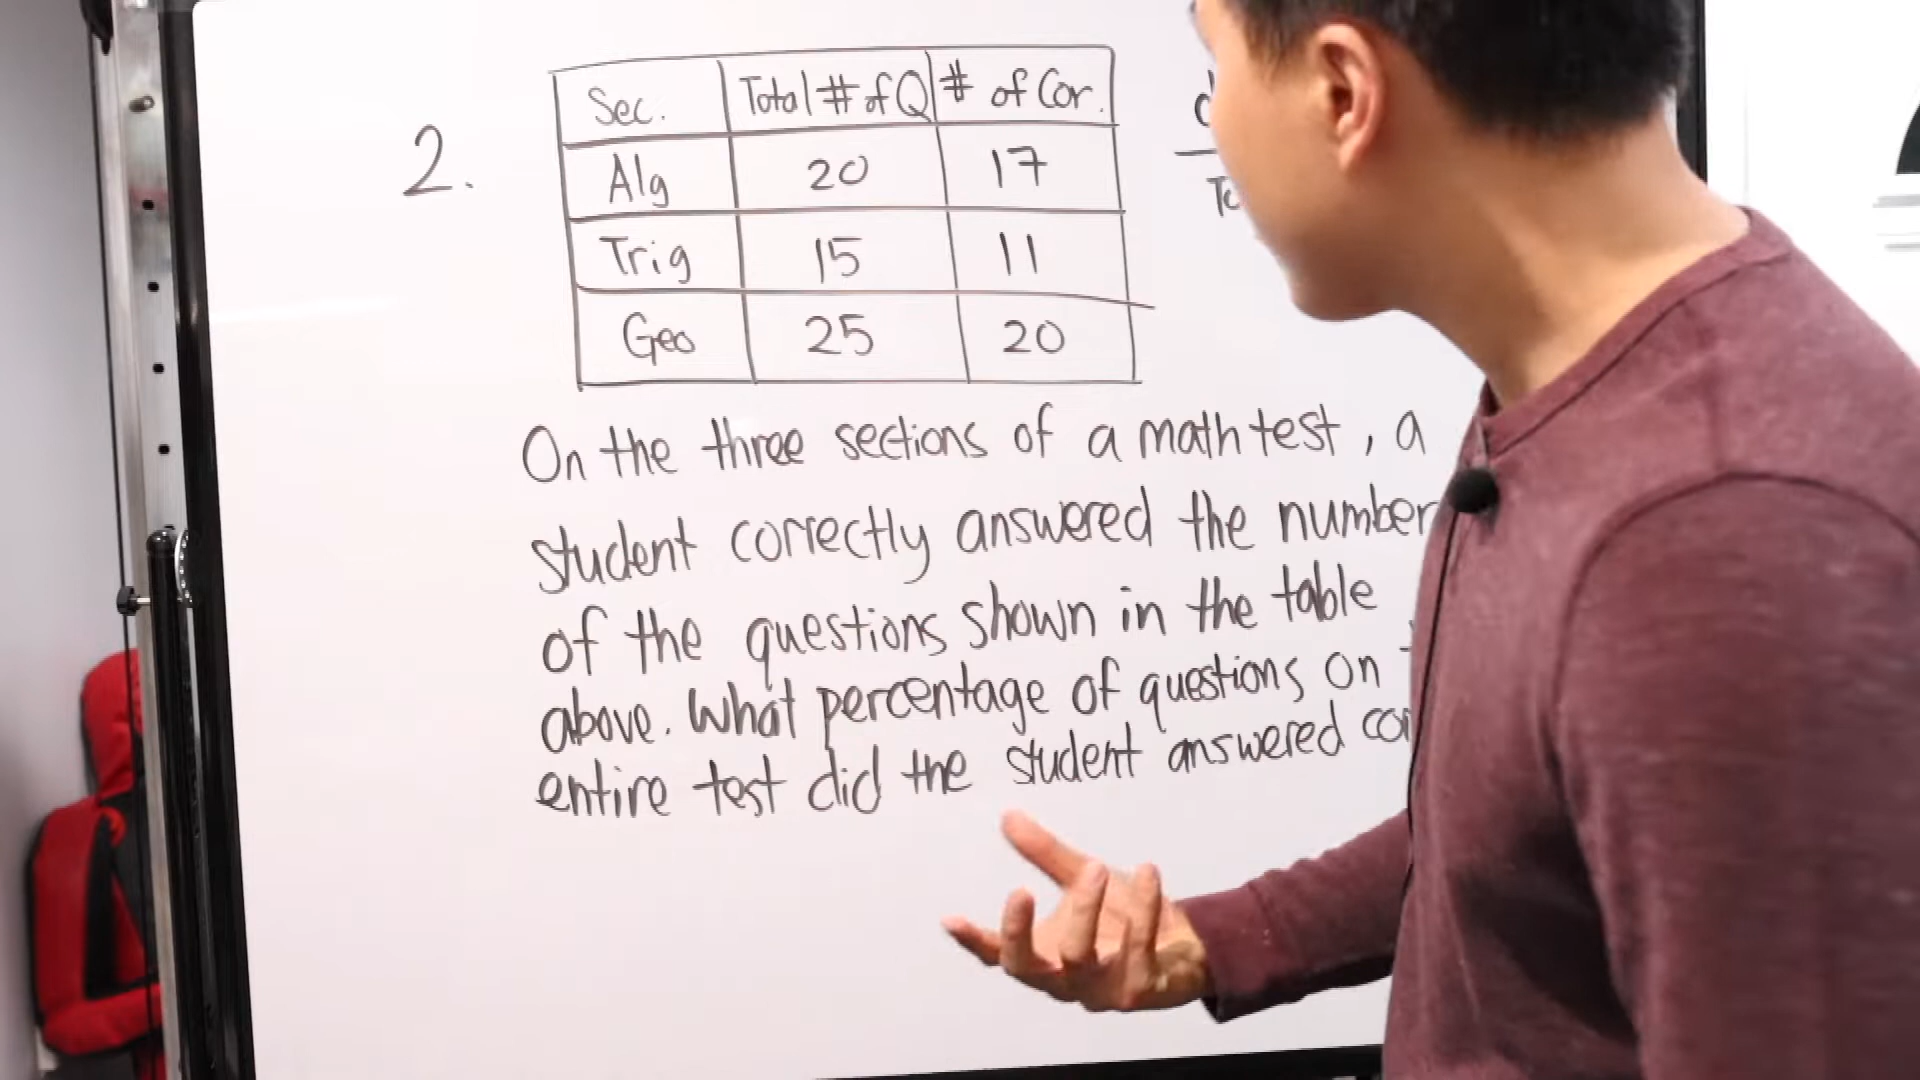 2.
Sec. Total # of Q # of Cor.
Alg 20 17
Trig 15 11
Geo 25 20
On the three sections of a math test, a
student correctly answered the number
of the questions shown in the table
above. What percentage of questions on
entire test did the student answered